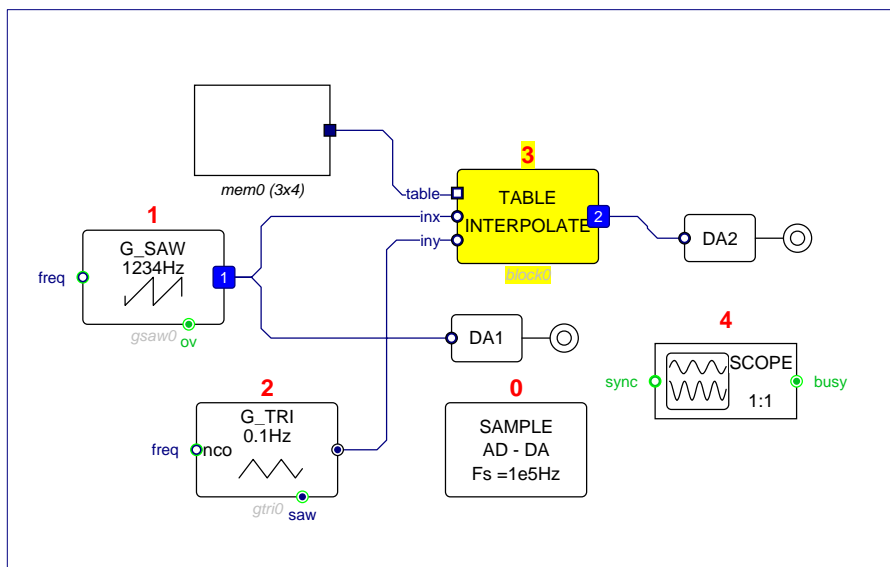 mem0 (3x4)
1
G_SAW
1234Hz
freq
1
gsaw0
ov
3
table
inx
iny
TABLE
INTERPOLATE
2
block0
DA2
DA1
2
G_TRI
0.1Hz
freq
nco
gtri0
saw
0
SAMPLE
AD - DA
Fs =1e5Hz
4
SCOPE
1:1
sync
busy